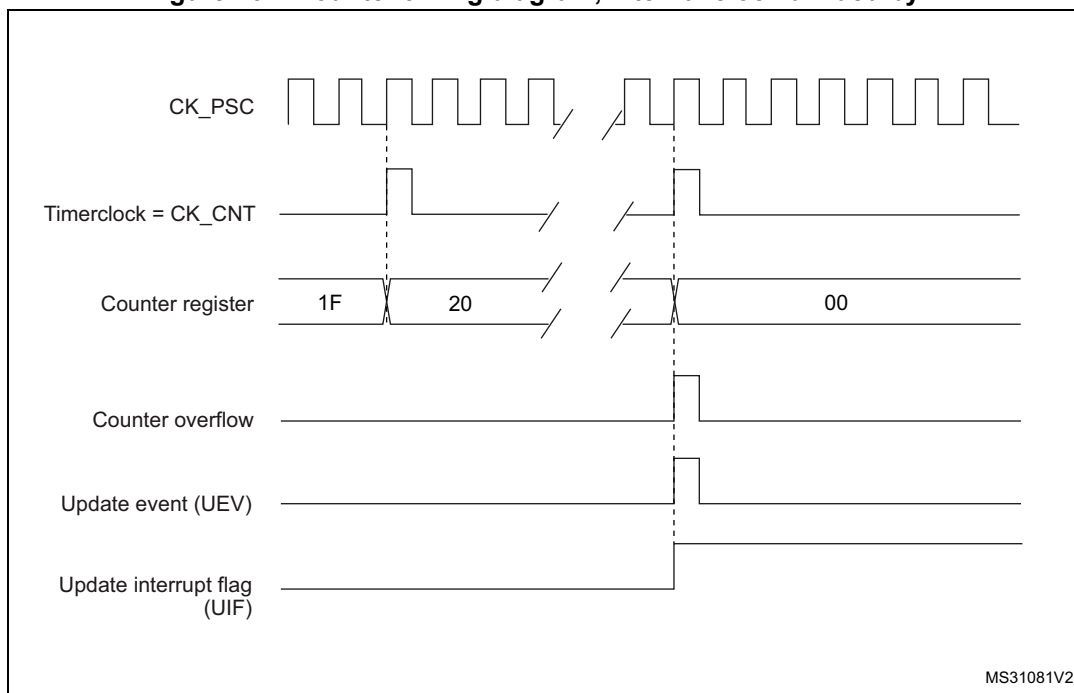 CK_PSC
Timerclock = CK_CNT
Counter register
1F
20
00
Counter overflow
Update event (UEV)
Update interrupt flag
(UIF)
MS31081V2